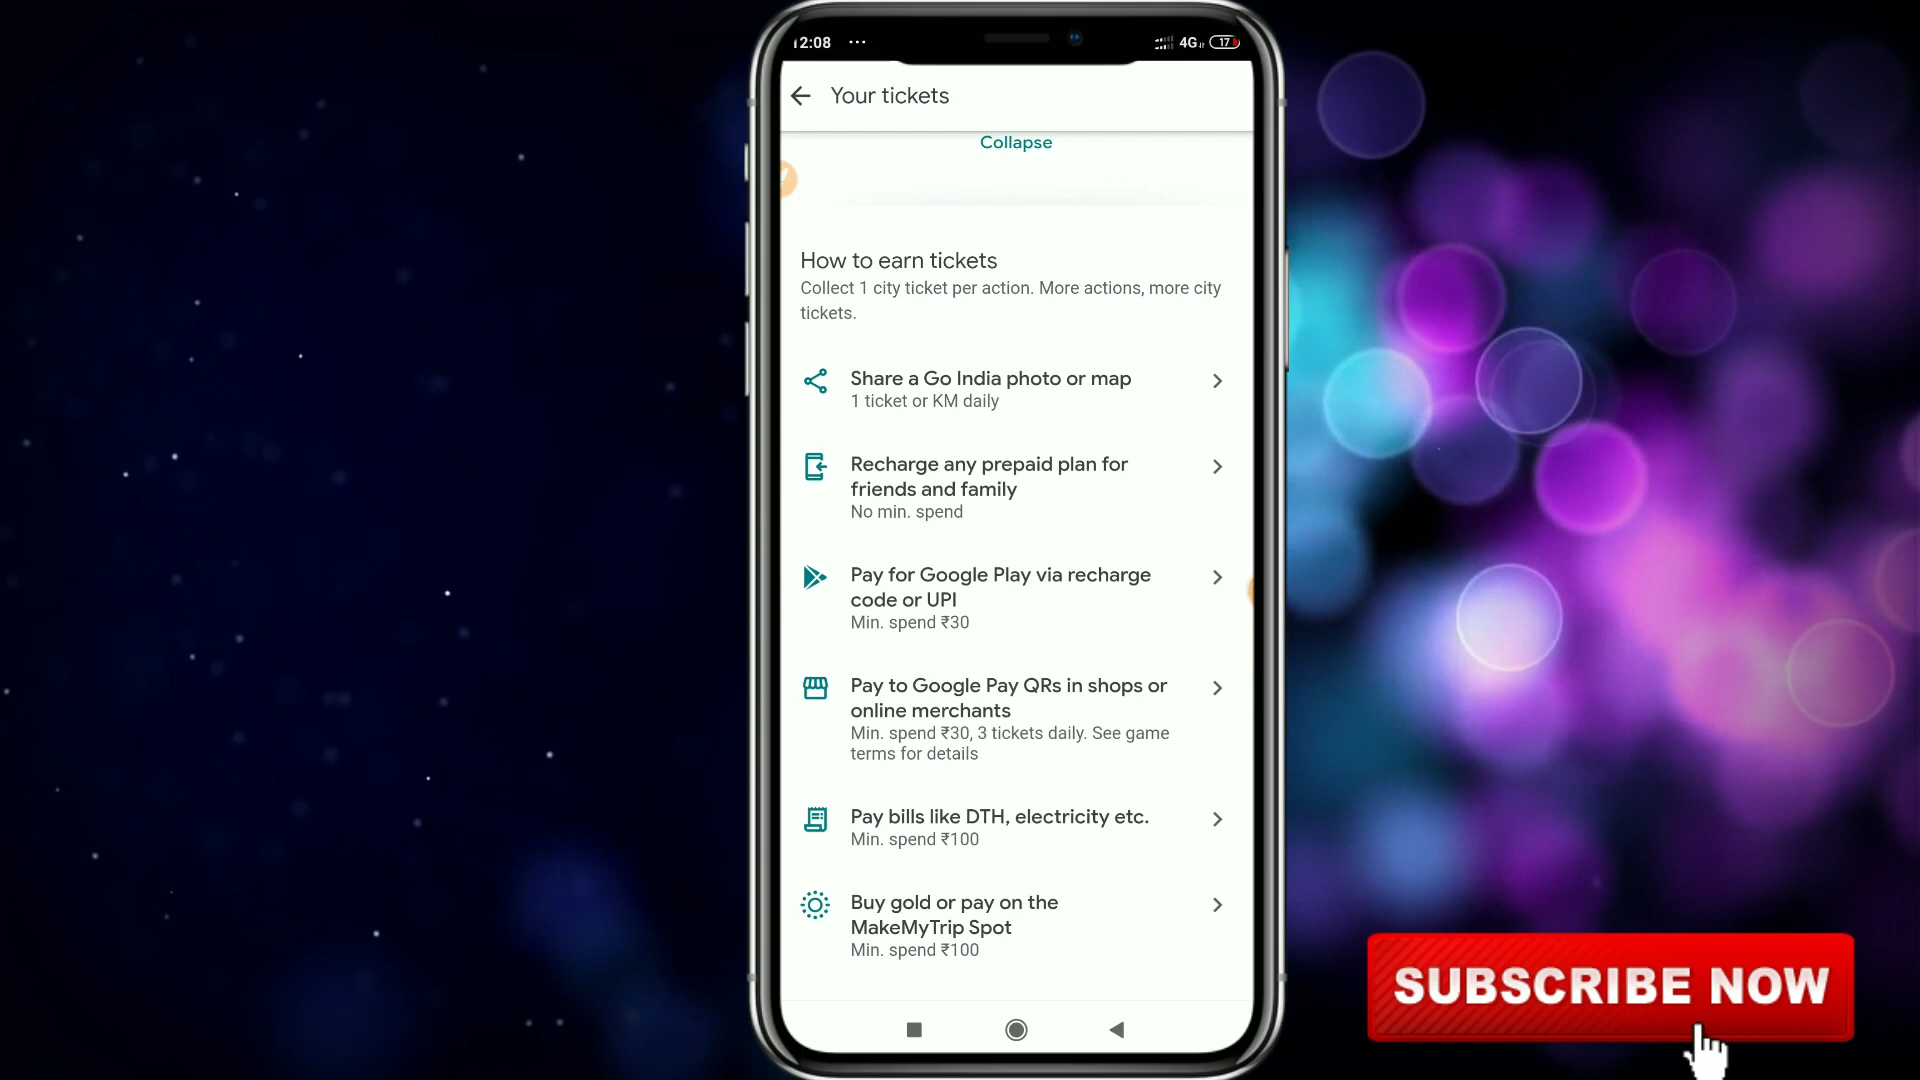 12:08 ... 4G 17
Your tickets
Collapse
How to earn tickets
Collect 1 city ticket per action. More actions, more city
tickets.
Share a Go India photo or map
1 ticket or KM daily
Recharge any prepaid plan for
friends and family
No min. spend
Pay for Google Play via recharge
code or UPI
Min. spend ₹30
Pay to Google Pay QRs in shops or
online merchants
Min. spend ₹30, 3 tickets daily. See game
terms for details
Pay bills like DTH, electricity etc.
Min. spend ₹100
Buy gold or pay on the
MakeMyTrip Spot
Min. spend ₹100
SUBSCRIBE NOW